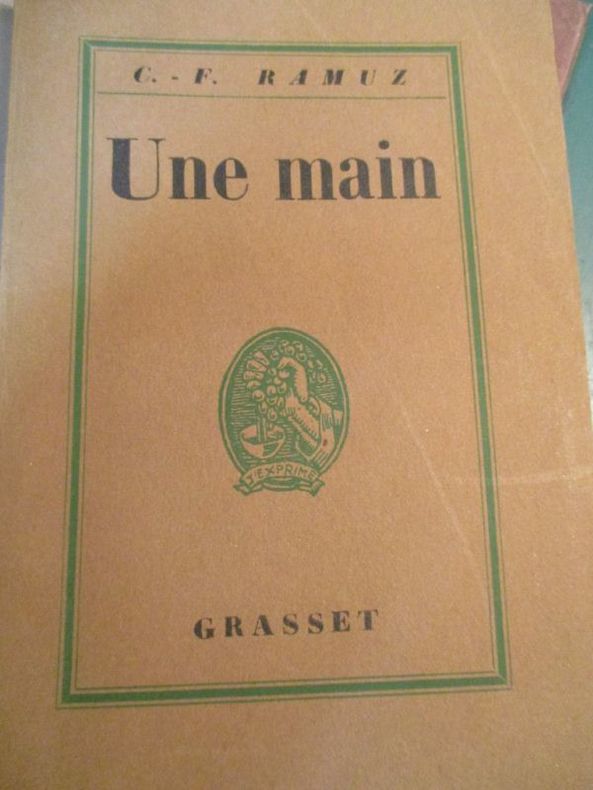 C. - F. RAMUZ
Une main
J'EXPRIME
GRASSET